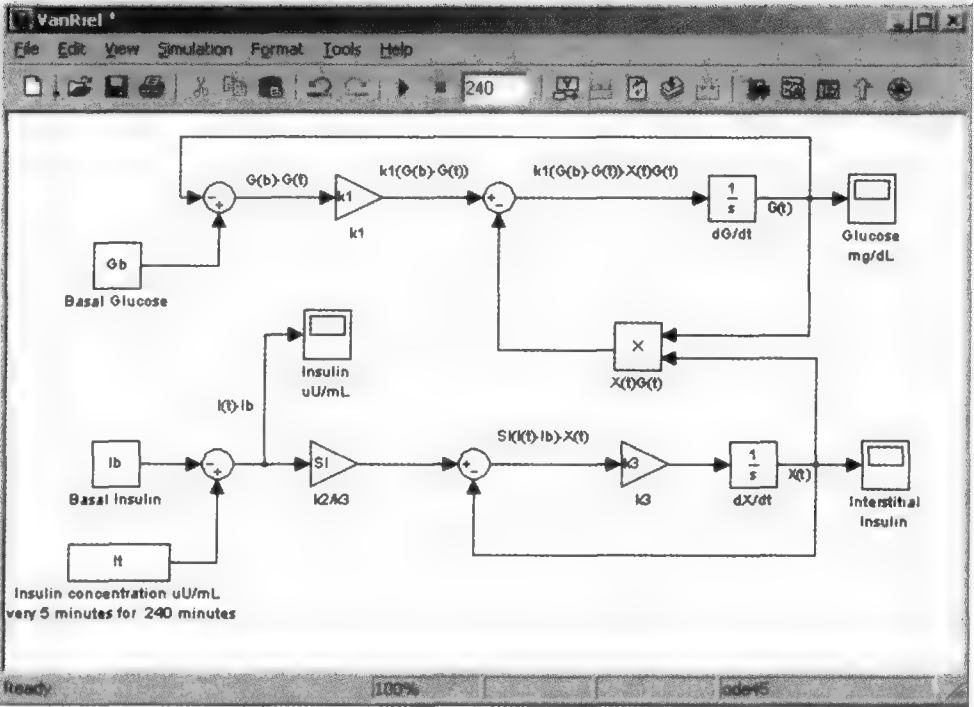 VanRiel *
File Edit View Simulation Format Tools Help
240
G(b)-G(t)
k1(G(b)-G(t))
k1(G(b)-G(t))-X(t)G(t)
k1
k1
1
s
dG/dt
G(t)
Glucose
mg/dL
Gb
Basal Glucose
Insulin
uU/mL
X
X(t)G(t)
I(t)-Ib
SI(I(t)-Ib)-X(t)
Ib
Basal Insulin
SI
k2/k3
k3
k3
1
s
dX/dt
X(t)
Interstitial
Insulin
It
Insulin concentration uU/mL
very 5 minutes for 240 minutes
Ready
100%
ode45